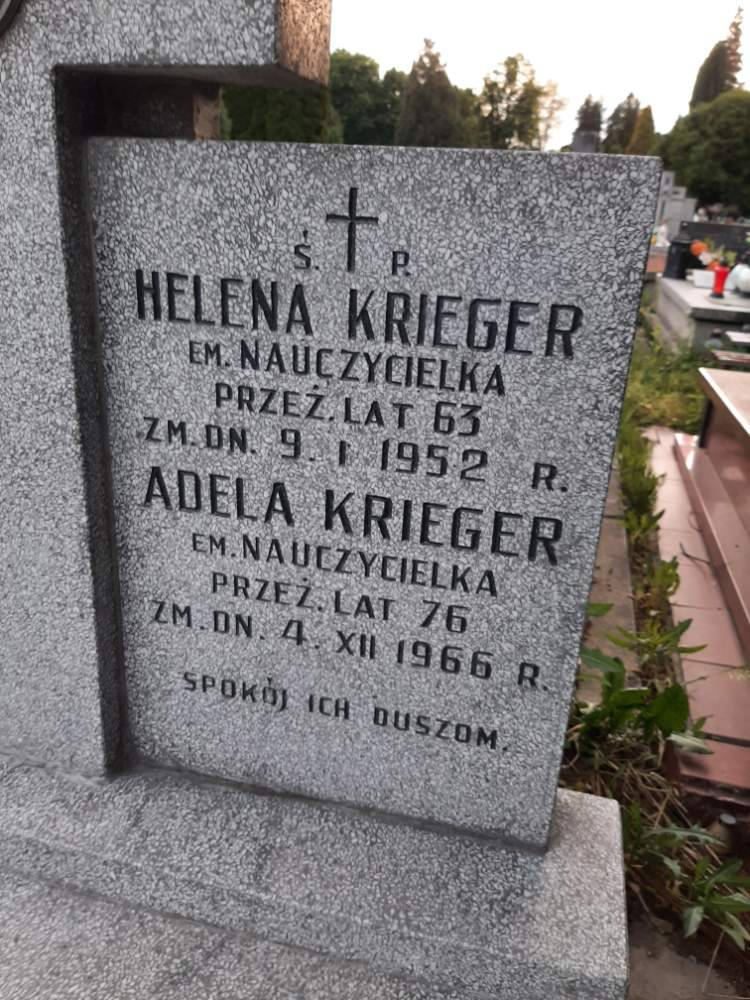 Ś. P.
HELENA KRIEGER
EM. NAUCZYCIELKA
PRZEŻ. LAT 63
ZM. DN. 9. I 1952 R.
ADELA KRIEGER
EM. NAUCZYCIELKA
PRZEŻ. LAT 76
ZM. DN. 4. XII 1966 R.
SPOKÓJ ICH DUSZOM.